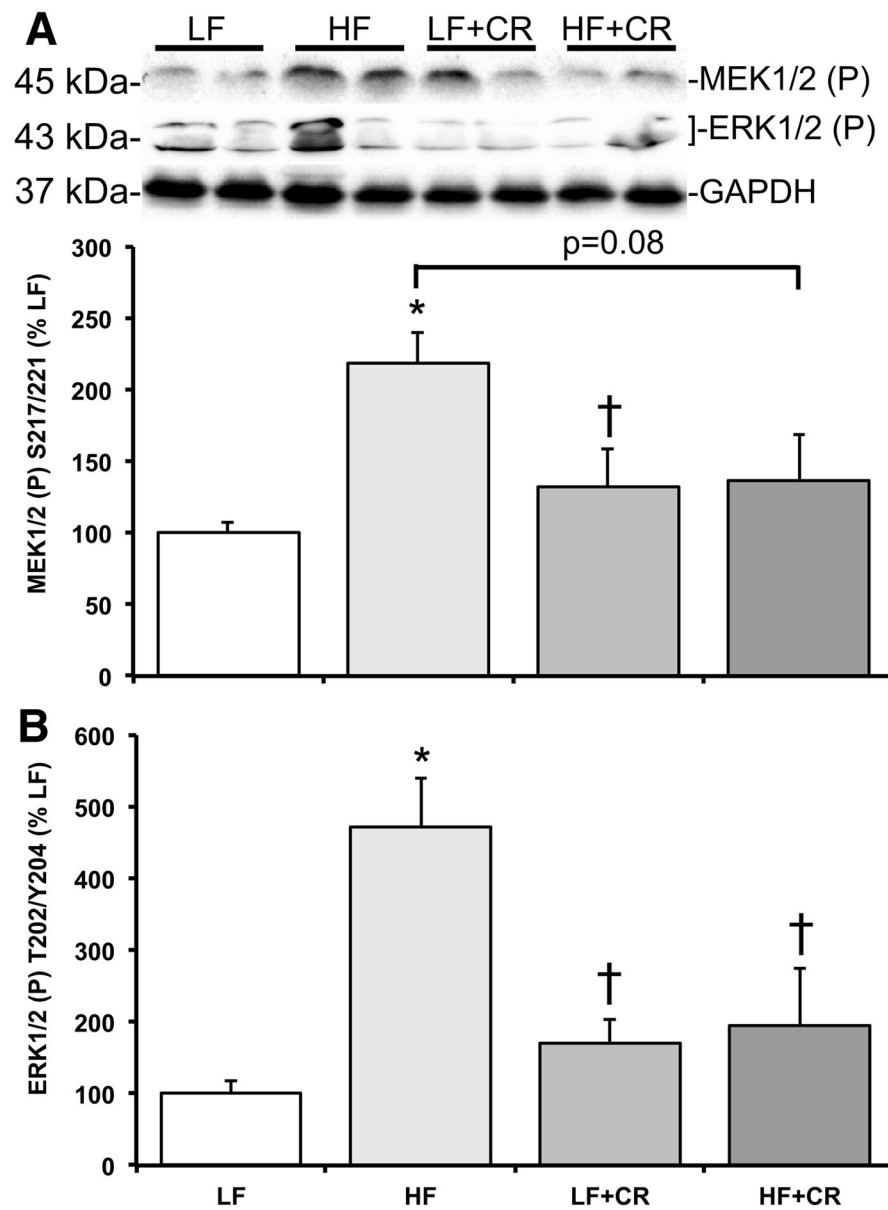 A
LF HF LF+CR HF+CR
45 kDa- -MEK1/2 (P)
43 kDa- ]-ERK1/2 (P)
37 kDa- -GAPDH
MEK1/2 (P) S217/221 (% LF)
300
250
200
150
100
50
0
p=0.08
*
†
B
ERK1/2 (P) T202/Y204 (% LF)
600
500
400
300
200
100
0
*
†
†
LF HF LF+CR HF+CR